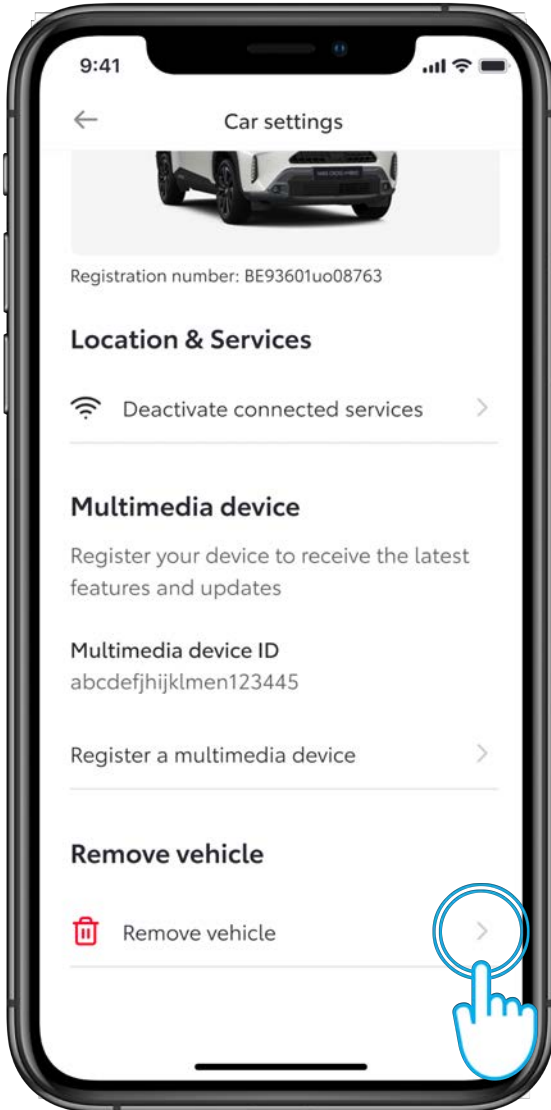 9:41
Car settings
Registration number: BE93601uo08763
Location & Services
Deactivate connected services
Multimedia device
Register your device to receive the latest
features and updates
Multimedia device ID
abcdefjhijklmen123445
Register a multimedia device
Remove vehicle
Remove vehicle